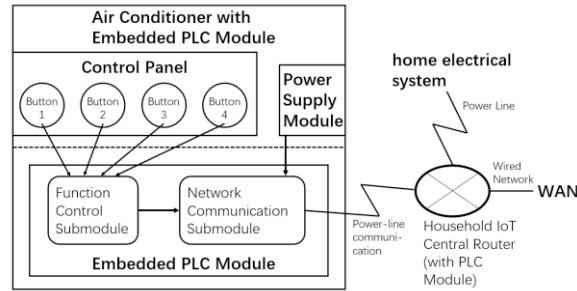 Air Conditioner with
Embedded PLC Module
Control Panel
Button
1
Button
2
Button
3
Button
4
Power
Supply
Module
Function
Control
Submodule
Network
Communication
Submodule
Embedded PLC Module
home electrical
system
Power Line
Wired
Network
WAN
Power-line
communi-
cation
Household IoT
Central Router
(with PLC
Module)